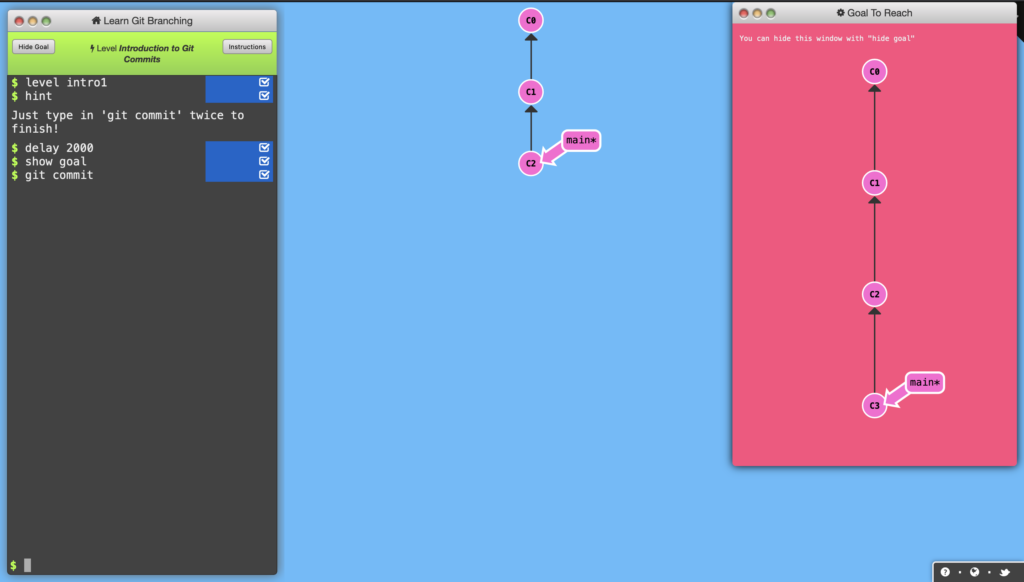 Learn Git Branching
Hide Goal
Level Introduction to Git
Commits
Instructions
$ level intro1
$ hint
Just type in 'git commit' twice to
finish!
$ delay 2000
$ show goal
$ git commit
$
C0
C1
main*
C2
Goal To Reach
You can hide this window with "hide goal"
C0
C1
C2
main*
C3